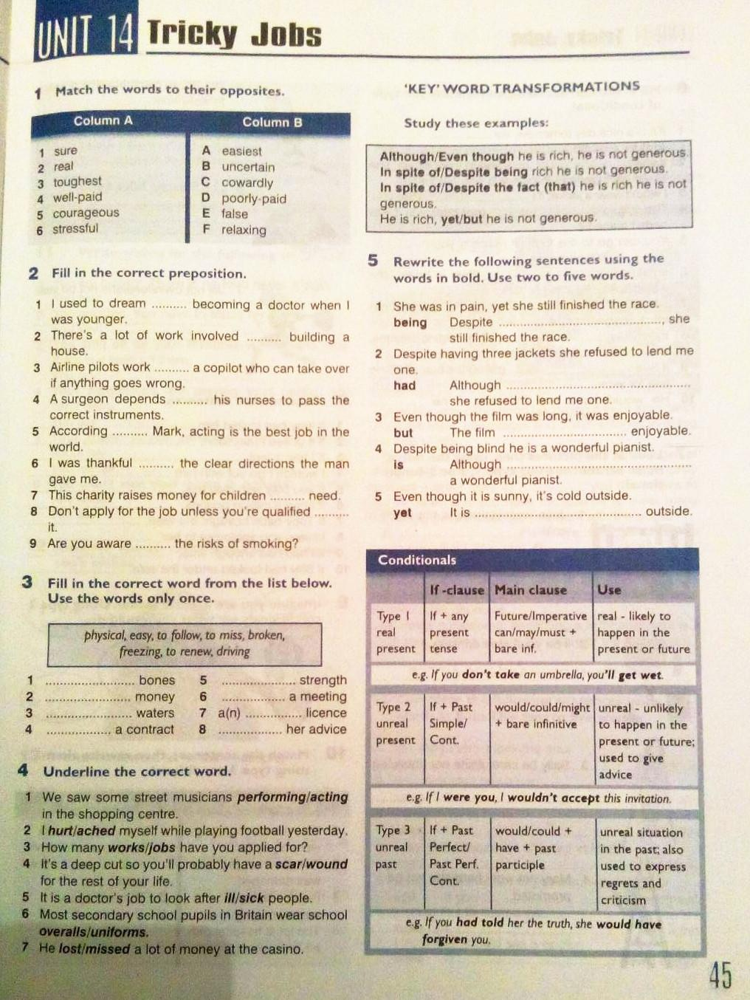 UNIT 14 Tricky Jobs
1 Match the words to their opposites.
Column A Column B
1 sure A easiest
2 real B uncertain
3 toughest C cowardly
4 well-paid D poorly-paid
5 courageous E false
6 stressful F relaxing
2 Fill in the correct preposition.
1 I used to dream .......... becoming a doctor when I
was younger.
2 There's a lot of work involved .......... building a
house.
3 Airline pilots work .......... a copilot who can take over
if anything goes wrong.
4 A surgeon depends .......... his nurses to pass the
correct instruments.
5 According .......... Mark, acting is the best job in the
world.
6 I was thankful .......... the clear directions the man
gave me.
7 This charity raises money for children .......... need.
8 Don't apply for the job unless you're qualified ..........
it.
9 Are you aware .......... the risks of smoking?
3 Fill in the correct word from the list below.
Use the words only once.
physical, easy, to follow, to miss, broken,
freezing, to renew, driving
1 .......................... bones 5 ...................... strength
2 ......................... money 6 ................... a meeting
3 ......................... waters 7 a(n) ................. licence
4 ................... a contract 8 ................... her advice
4 Underline the correct word.
1 We saw some street musicians performing/acting
in the shopping centre.
2 I hurt/ached myself while playing football yesterday.
3 How many works/jobs have you applied for?
4 It's a deep cut so you'll probably have a scar/wound
for the rest of your life.
5 It is a doctor's job to look after ill/sick people.
6 Most secondary school pupils in Britain wear school
overalls/uniforms.
7 He lost/missed a lot of money at the casino.
'KEY' WORD TRANSFORMATIONS
Study these examples:
Although/Even though he is rich, he is not generous.
In spite of/Despite being rich he is not generous.
In spite of/Despite the fact (that) he is rich he is not
generous.
He is rich, yet/but he is not generous.
5 Rewrite the following sentences using the
words in bold. Use two to five words.
1 She was in pain, yet she still finished the race.
being Despite ................................................, she
still finished the race.
2 Despite having three jackets she refused to lend me
one.
had Although ......................................................
she refused to lend me one.
3 Even though the film was long, it was enjoyable.
but The film .................................... enjoyable.
4 Despite being blind he is a wonderful pianist.
is Although ......................................................
a wonderful pianist.
5 Even though it is sunny, it's cold outside.
yet It is ................................................. outside.
Conditionals
If -clause Main clause Use
Type 1 If + any Future/Imperative real - likely to
real present can/may/must + happen in the
present tense bare inf. present or future
e.g. If you don't take an umbrella, you'll get wet.
Type 2 If + Past would/could/might unreal - unlikely
unreal Simple/ + bare infinitive to happen in the
present Cont. present or future;
used to give
advice
e.g. If I were you, I wouldn't accept this invitation.
Type 3 If + Past would/could + unreal situation
unreal Perfect/ have + past in the past; also
past Past Perf. participle used to express
Cont. regrets and
criticism
e.g. If you had told her the truth, she would have
forgiven you.
45